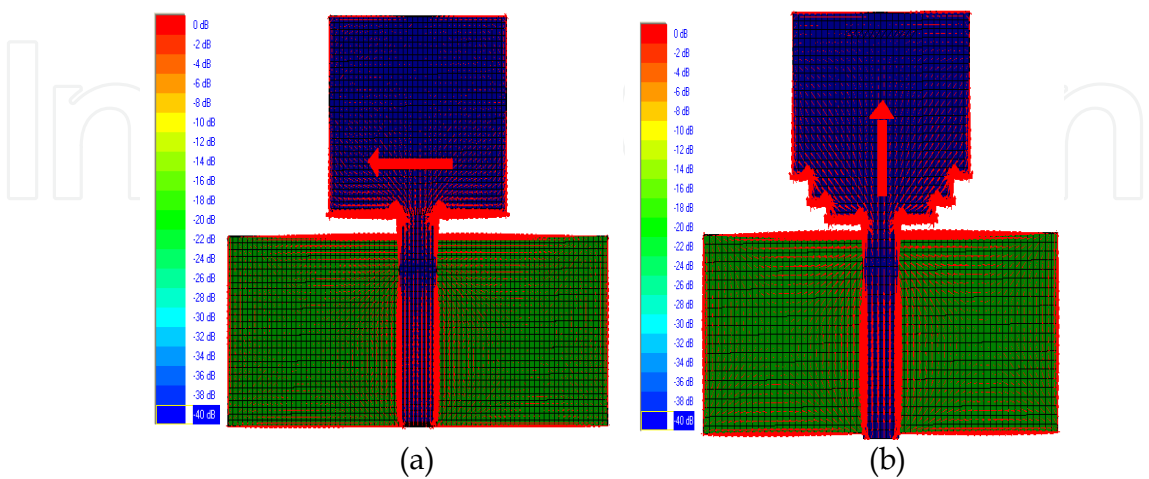 0 dB
-2 dB
-4 dB
-6 dB
-8 dB
-10 dB
-12 dB
-14 dB
-16 dB
-18 dB
-20 dB
-22 dB
-24 dB
-26 dB
-28 dB
-30 dB
-32 dB
-34 dB
-36 dB
-38 dB
-40 dB
0 dB
-2 dB
-4 dB
-6 dB
-8 dB
-10 dB
-12 dB
-14 dB
-16 dB
-18 dB
-20 dB
-22 dB
-24 dB
-26 dB
-28 dB
-30 dB
-32 dB
-34 dB
-36 dB
-38 dB
-40 dB
(a)
(b)